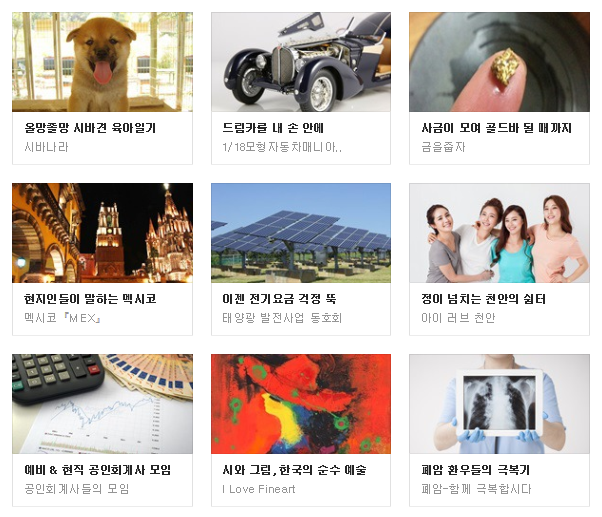 올망졸망 시바견 육아일기
시바나라
드림카를 내 손 안에
1/18모형자동차매니아..
사금이 모여 골드바 될 때까지
금을줍자
현지인들이 말하는 멕시코
멕시코『MEX』
이젠 전기요금 걱정 뚝
태양광 발전사업 동호회
정이 넘치는 천안의 쉼터
아이 러브 천안
예비 & 현직 공인회계사 모임
공인회계사들의 모임
시와 그림, 한국의 순수 예술
I Love Fineart
폐암 환우들의 극복기
폐암-함께 극복합시다